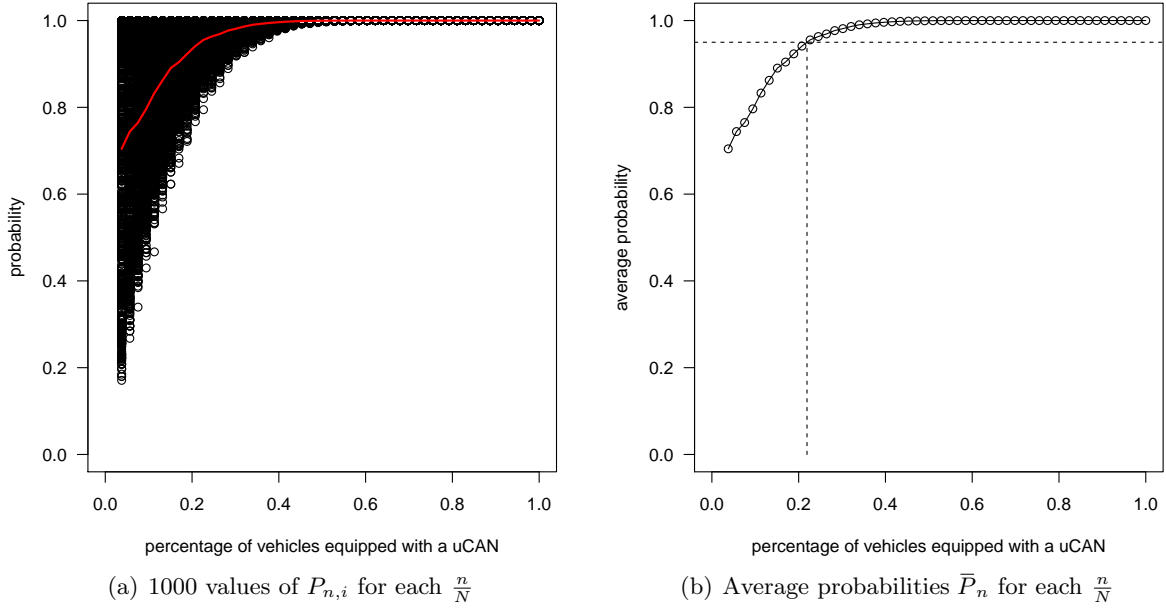 1.0
0.8
0.6
0.4
0.2
0.0
probability
0.0 0.2 0.4 0.6 0.8 1.0
percentage of vehicles equipped with a uCAN
(a) 1000 values of P_{n,i} for each n/N
1.0
0.8
0.6
0.4
0.2
0.0
average probability
0.0 0.2 0.4 0.6 0.8 1.0
percentage of vehicles equipped with a uCAN
(b) Average probabilities P̅_n for each n/N